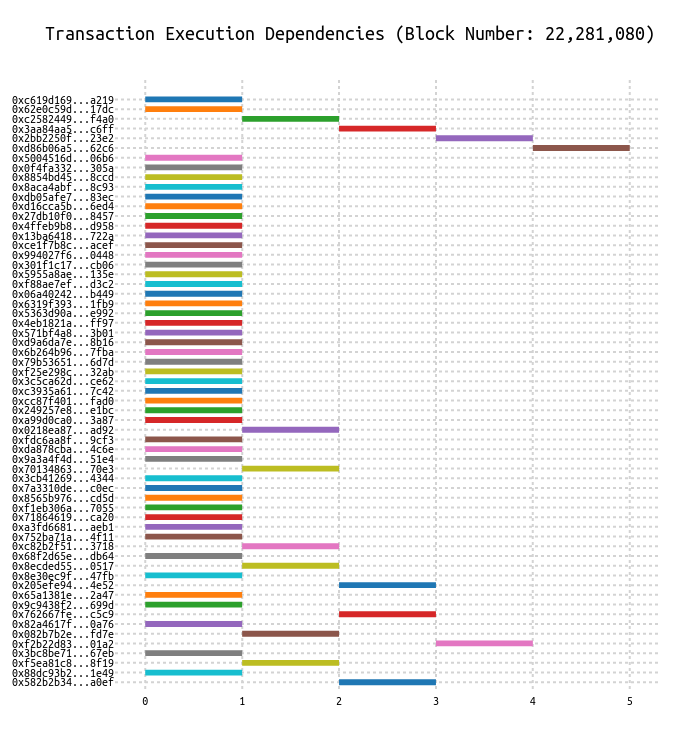 Transaction Execution Dependencies (Block Number: 22,281,080)
0xc619d169...a219
0x62e0c59d...17dc
0xc2582449...f4a0
0x3aa84aa5...c6ff
0x2bb2250f...23e2
0xd86b06a5...62c6
0x5004516d...06b6
0x0f4fa332...305a
0x8854bd45...8ccd
0x8aca4abf...8c93
0xdb05afe7...83ec
0xd16cca5b...6ed4
0x27db10f0...8457
0x4ffeb9b8...d958
0x13ba6418...722a
0xce1f7b8c...acef
0x994027f6...0448
0x301f1c17...cb06
0x5955a8ae...135e
0xf88ae7ef...d3c2
0x06a40242...b449
0x6319f393...1fb9
0x5363d90a...e992
0x4eb1821a...ff97
0x571bf4a8...3b01
0xd9a6da7e...8b16
0x6b264b96...7fba
0x79b53651...6d7d
0xf25e298c...32ab
0x3c5ca62d...ce62
0xc3935a61...7c42
0xcc87f401...fad0
0x249257e8...e1bc
0xa99d0ca0...3a87
0x0218ea87...ad92
0xfdc6aa8f...9cf3
0xda878cba...4c6e
0x9a3a4f4d...51e4
0x70134863...70e3
0x3cb41269...4344
0x7a3310de...c0ec
0x8565b976...cd5d
0xf1eb306a...7055
0x71864619...ca20
0xa3fd6681...aeb1
0x752ba71a...4f11
0xc82b2f51...3718
0x68f2d65e...db64
0x8ecded55...0517
0x8e30ec9f...47fb
0x205efe94...4e52
0x65a1381e...2a47
0x9c9438f2...699d
0x762667fe...c5c9
0x82a4617f...0a76
0x082b7b2e...fd7e
0xf2b22d83...01a2
0x3bc8be71...67eb
0xf5ea81c8...8f19
0x88dc93b2...1e49
0x582b2b34...a0ef
0 1 2 3 4 5